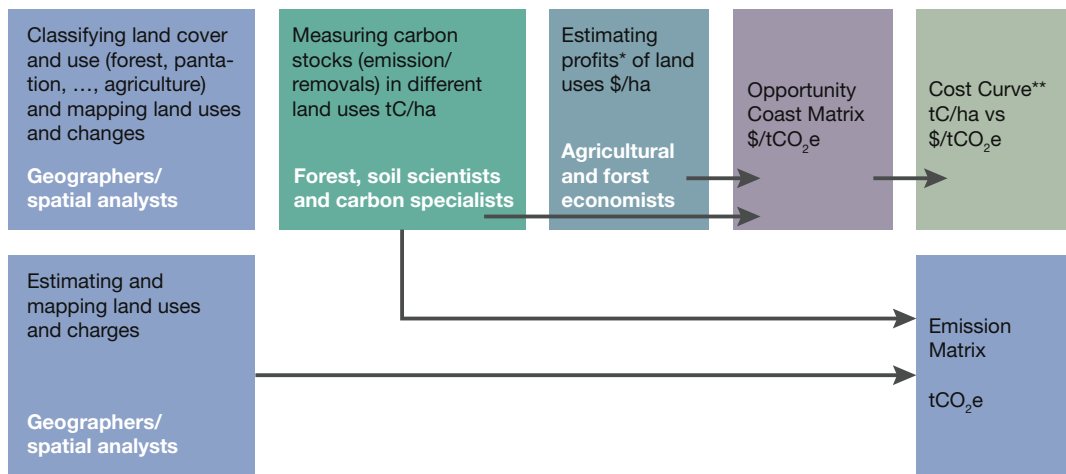 Classifying land cover
and use (forest, panta-
tion, …, agriculture)
and mapping land uses
and changes
Geographers/
spatial analysts
Measuring carbon
stocks (emission/
removals) in different
land uses tC/ha
Forest, soil scientists
and carbon specialists
Estimating
profits* of land
uses $/ha
Agricultural
and forst
economists
Opportunity
Coast Matrix
$/tCO₂e
Cost Curve**
tC/ha vs
$/tCO₂e
Estimating and
mapping land uses
and charges
Geographers/
spatial analysts
Emission
Matrix
tCO₂e